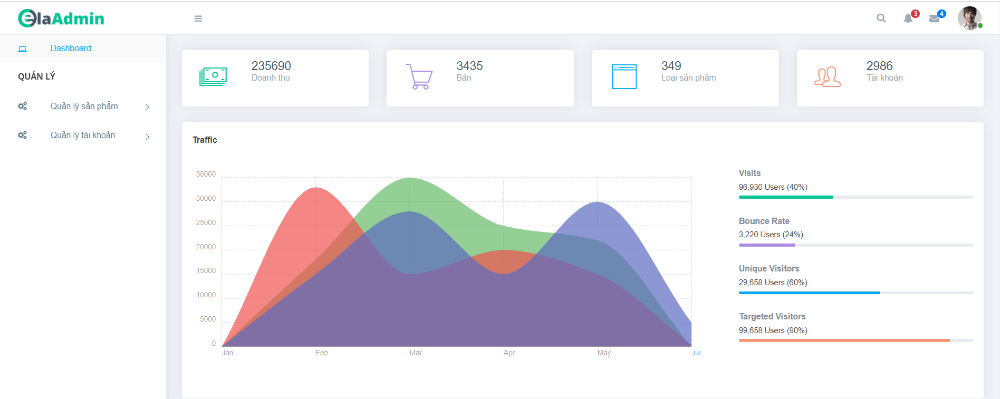 elaAdmin
3
4
Dashboard
QUẢN LÝ
Quản lý sản phẩm
Quản lý tài khoản
235690
Doanh thu
3435
Bán
349
Loại sản phẩm
2986
Tài khoản
Traffic
35000
30000
25000
20000
15000
10000
5000
0
Jan Feb Mar Apr May Jun
Visits
96,930 Users (40%)
Bounce Rate
3,220 Users (24%)
Unique Visitors
29,658 Users (60%)
Targeted Visitors
99,658 Users (90%)